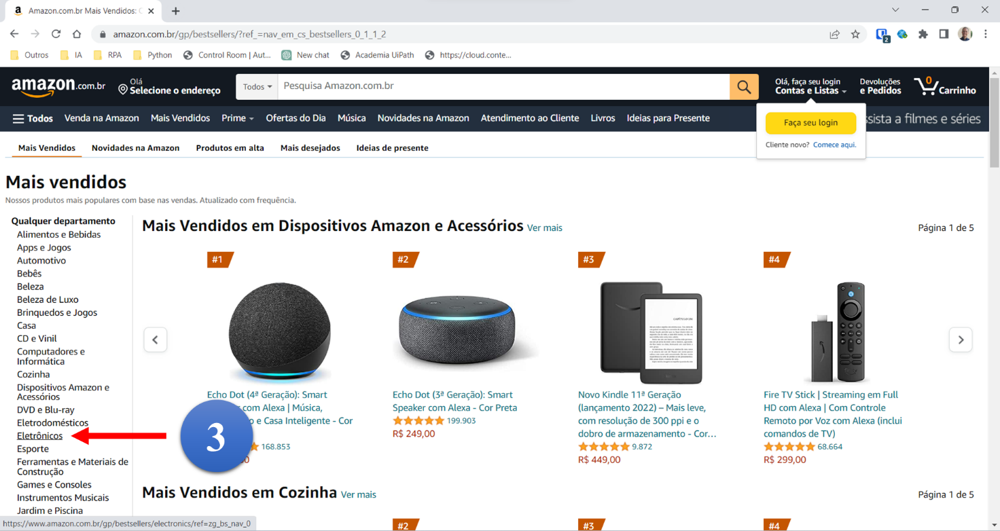 Amazon.com.br Mais Vendidos: C
amazon.com.br/gp/bestsellers/?ref_=nav_em_cs_bestsellers_0_1_1_2
2
Outros
IA
RPA
Python
Control Room | Aut...
New chat
Academia UiPath
https://cloud.conte...
amazon.com.br
Olá
Selecione o endereço
Todos
Pesquisa Amazon.com.br
Olá, faça seu login
Contas e Listas
Devoluções
e Pedidos
0
Carrinho
Todos
Venda na Amazon
Mais Vendidos
Prime
Ofertas do Dia
Música
Novidades na Amazon
Atendimento ao Cliente
Livros
Ideias para Presente
ssista a filmes e séries
Faça seu login
Cliente novo? Comece aqui.
Mais Vendidos
Novidades na Amazon
Produtos em alta
Mais desejados
Ideias de presente
Mais vendidos
Nossos produtos mais populares com base nas vendas. Atualizado com frequência.
Qualquer departamento
Alimentos e Bebidas
Apps e Jogos
Automotivo
Bebês
Beleza
Beleza de Luxo
Brinquedos e Jogos
Casa
CD e Vinil
Computadores e
Informática
Cozinha
Dispositivos Amazon e
Acessórios
DVD e Blu-ray
Eletrodomésticos
Eletrônicos
Esporte
Ferramentas e Materiais de
Construção
Games e Consoles
Instrumentos Musicais
Jardim e Piscina
Mais Vendidos em Dispositivos Amazon e Acessórios Ver mais
Página 1 de 5
#1
Echo Dot (4ª Geração): Smart
com Alexa | Música,
o e Casa Inteligente - Cor
168.853
0
3
#2
Echo Dot (3ª Geração): Smart
Speaker com Alexa - Cor Preta
199.903
R$ 249,00
#3
CAPÍTULO UM
Novo Kindle 11ª Geração
(lançamento 2022) – Mais leve,
com resolução de 300 ppi e o
dobro de armazenamento - Cor...
9.872
R$ 449,00
#4
Fire TV Stick | Streaming em Full
HD com Alexa | Com Controle
Remoto por Voz com Alexa (inclui
comandos de TV)
68.664
R$ 299,00
Mais Vendidos em Cozinha Ver mais
Página 1 de 5
#2
#3
#4
https://www.amazon.com.br/gp/bestsellers/electronics/ref=zg_bs_nav_0